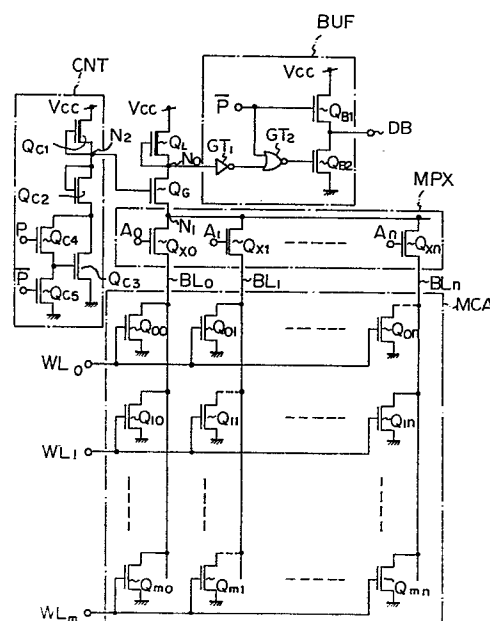 BUF
CNT
Vcc
Vcc
Vcc
P̅
QB1
DB
QC1
N2
QL
N0
GT1
GT2
QB2
QC2
QG
MPX
P
QC4
A0
N1
A1
An
QX0
QX1
Qxn
P̅
QC5
QC3
BL0
BL1
BLn
MCA
Q00
Q01
Q0n
WL0
Q10
Q11
Q1n
WL1
Qm0
Qm1
Qmn
WLm